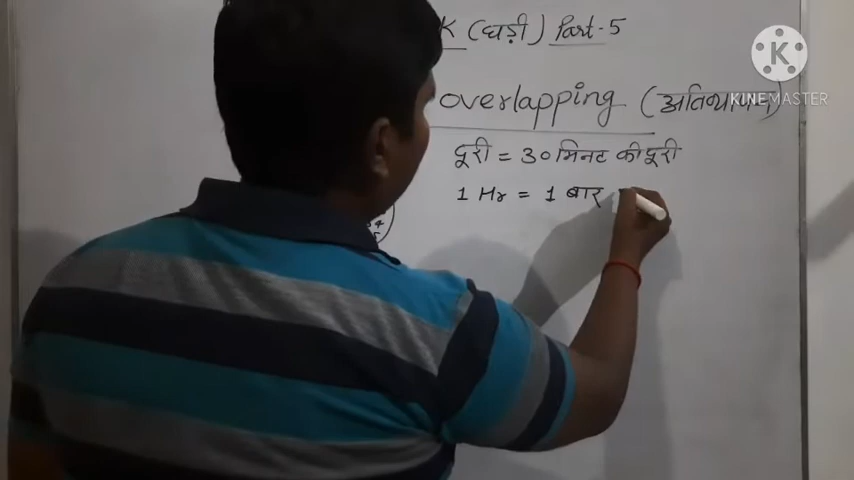 K (घड़ी) Part-5
overlapping (अतिव्यापन)
दूरी = 30 मिनट की दूरी
1 Hr = 1 बार
K
KINEMASTER